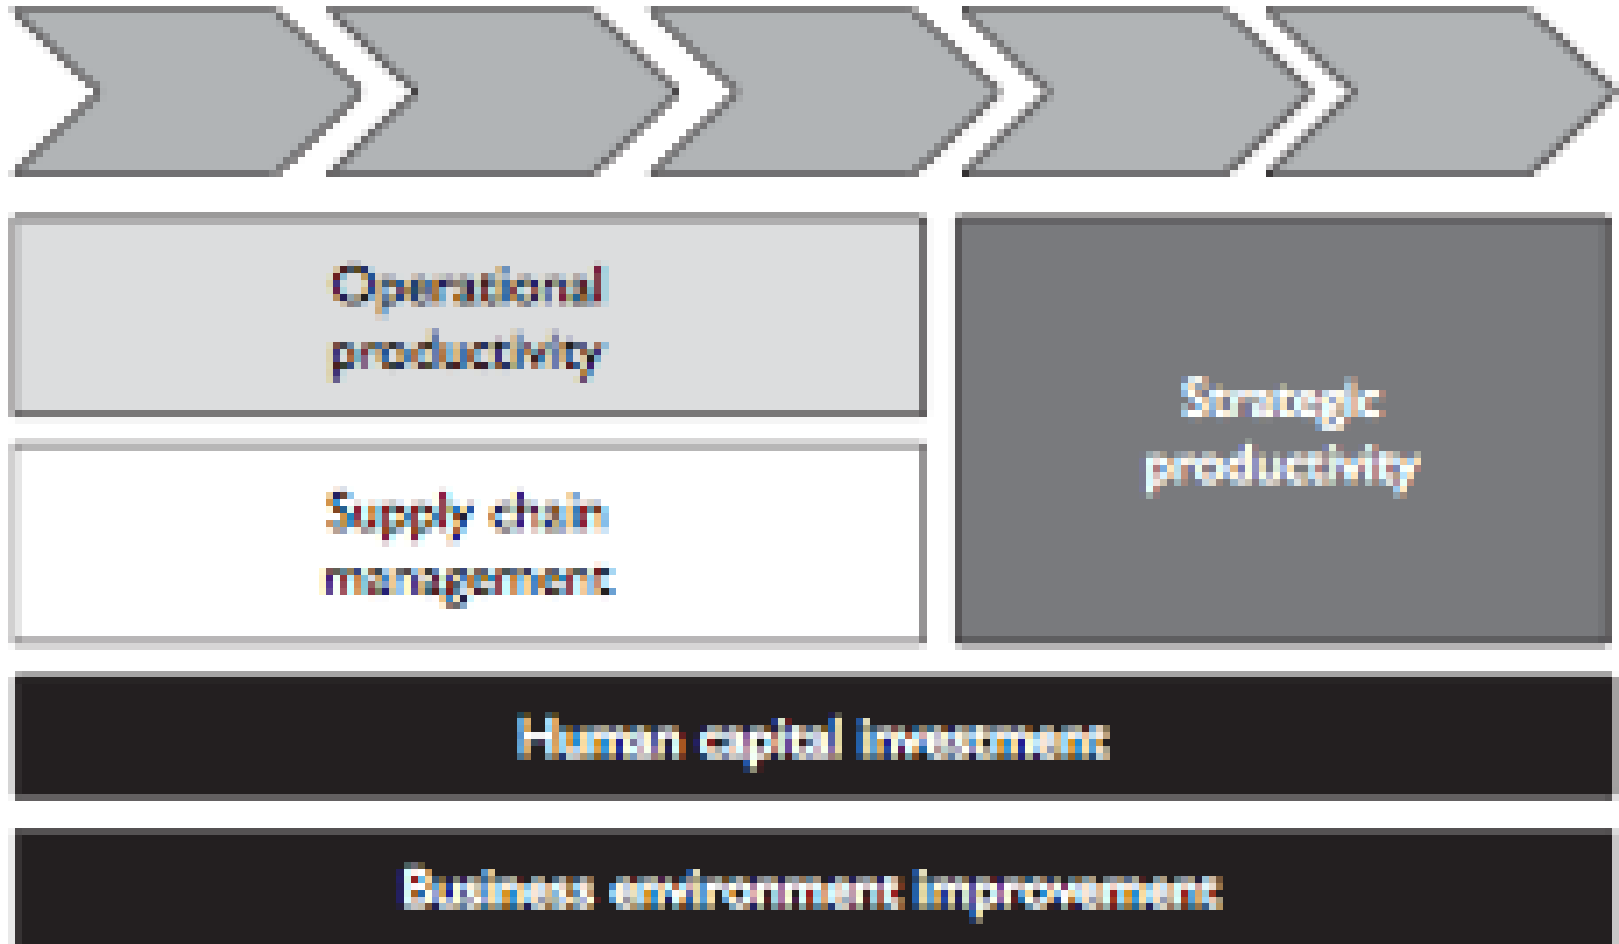 Operational
productivity
Strategic
productivity
Supply chain
management
Human capital investment
Business environment improvement